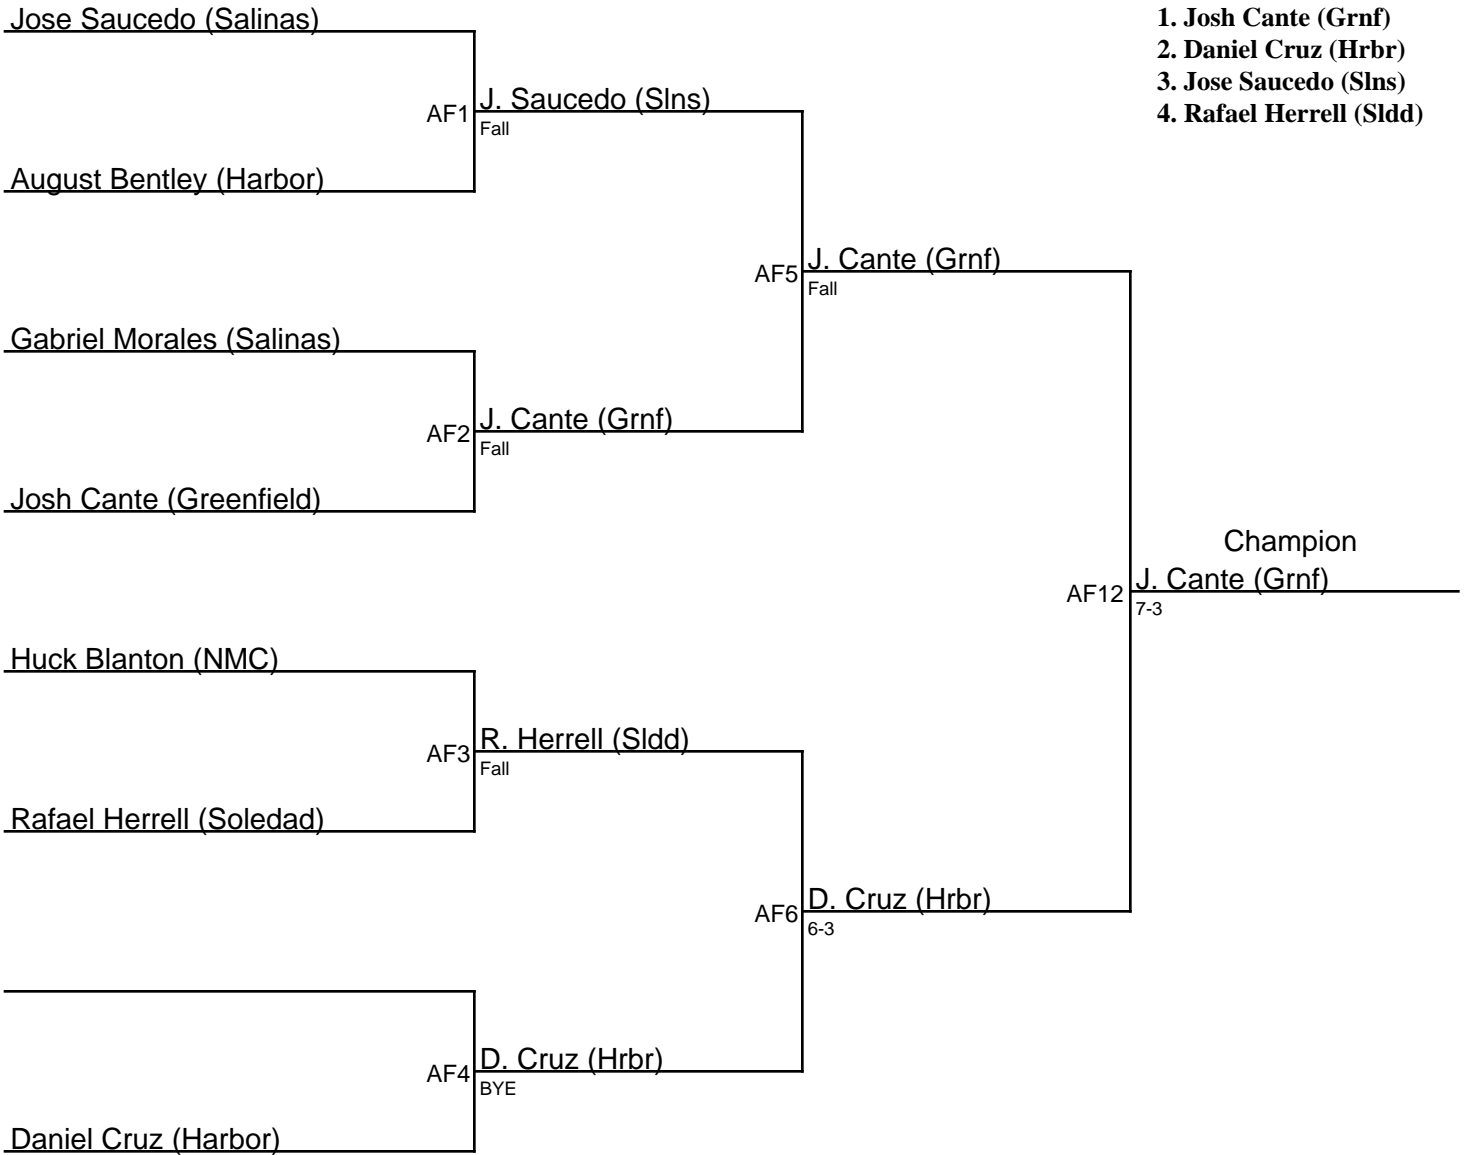 Jose Saucedo (Salinas)
1. Josh Cante (Grnf)
2. Daniel Cruz (Hrbr)
3. Jose Saucedo (Slns)
4. Rafael Herrell (Sldd)
AF1
J. Saucedo (Slns)
Fall
August Bentley (Harbor)
AF5
J. Cante (Grnf)
Fall
Gabriel Morales (Salinas)
AF2
J. Cante (Grnf)
Fall
Josh Cante (Greenfield)
Champion
AF12
J. Cante (Grnf)
7-3
Huck Blanton (NMC)
AF3
R. Herrell (Sldd)
Fall
Rafael Herrell (Soledad)
AF6
D. Cruz (Hrbr)
6-3
AF4
D. Cruz (Hrbr)
BYE
Daniel Cruz (Harbor)